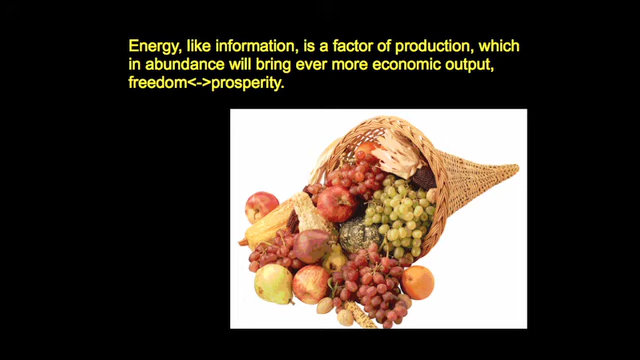 Energy, like information, is a factor of production, which
in abundance will bring ever more economic output,
freedom<->prosperity.